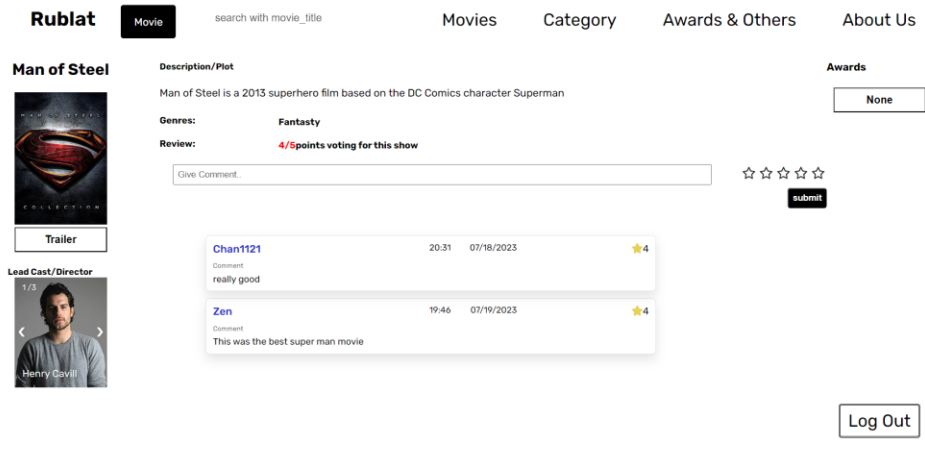 Rublat Movie search with movie_title Movies Category Awards & Others About Us
Man of Steel
MAN OF STEEL
COLLECTION
Trailer
Lead Cast/Director
1/3
❮ ❯
Henry Cavill
Description/Plot
Man of Steel is a 2013 superhero film based on the DC Comics character Superman
Genres: Fantasty
Review: 4/5points voting for this show
Give Comment..
submit
Chan1121 20:31 07/18/2023 4
Comment
really good
Zen 19:46 07/19/2023 4
Comment
This was the best super man movie
Awards
None
Log Out